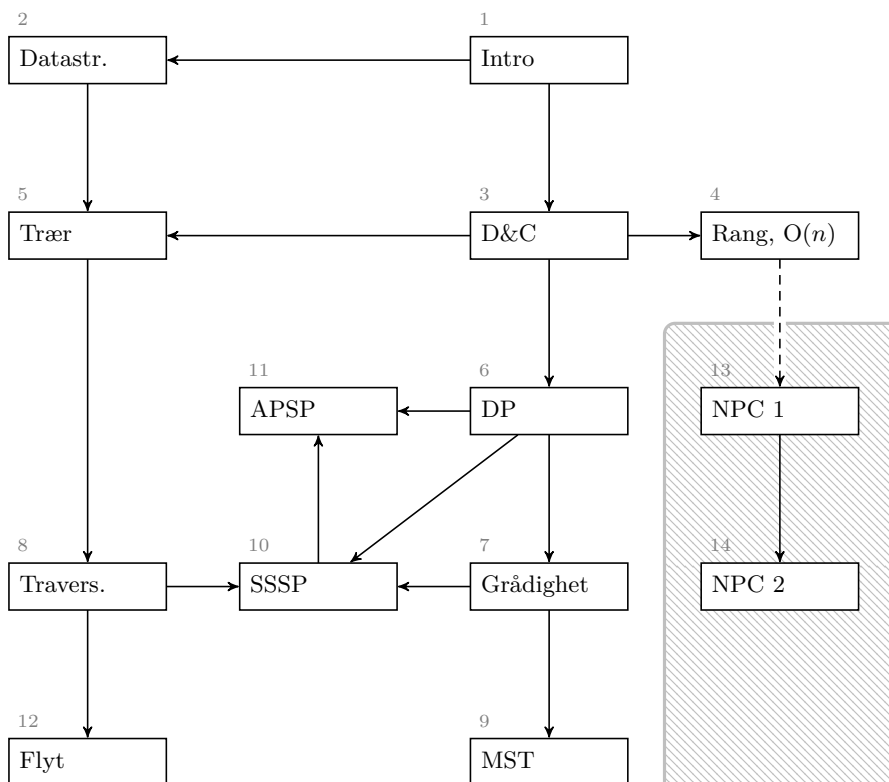 2
1
Datastr.
Intro
5
3
4
Trær
D&C
Rang, O(n)
11
6
13
APSP
DP
NPC 1
8
10
7
14
Travers.
SSSP
Grådighet
NPC 2
12
9
Flyt
MST